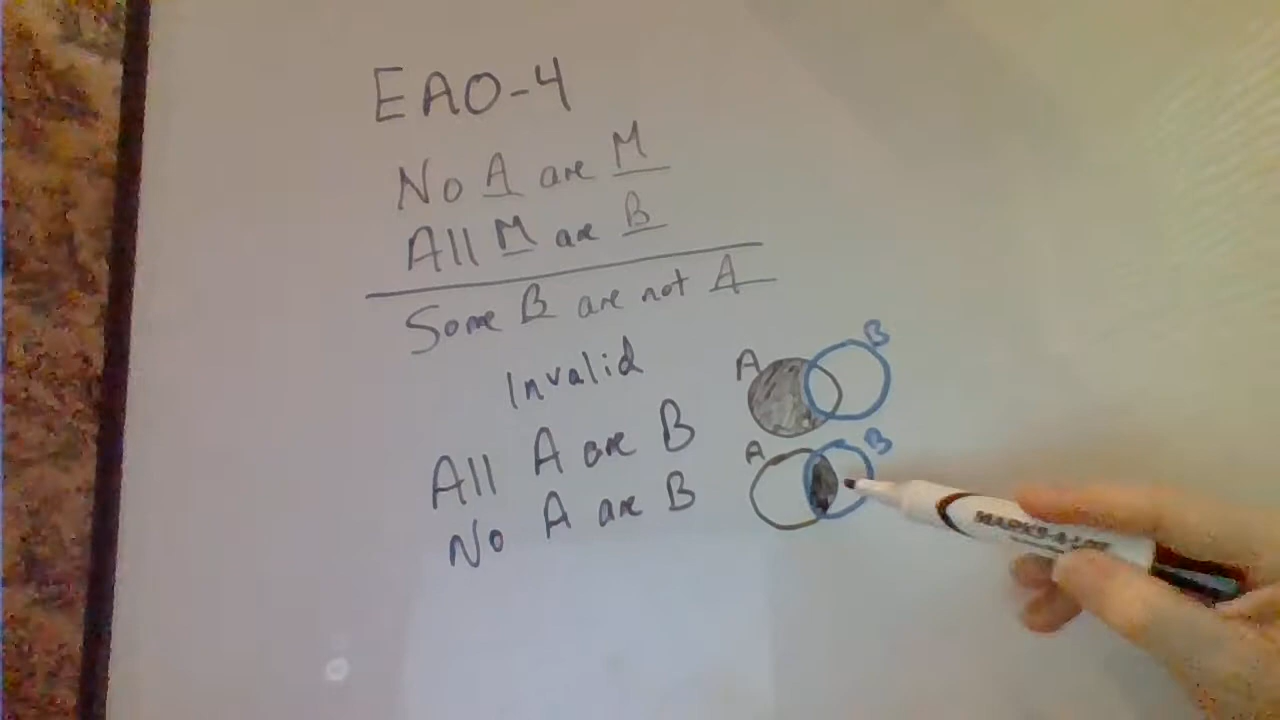 EAO-4
No A are M
All M are B
Some B are not A
Invalid
A B
All A are B
A B
No A are B
MARKS-A-LOT